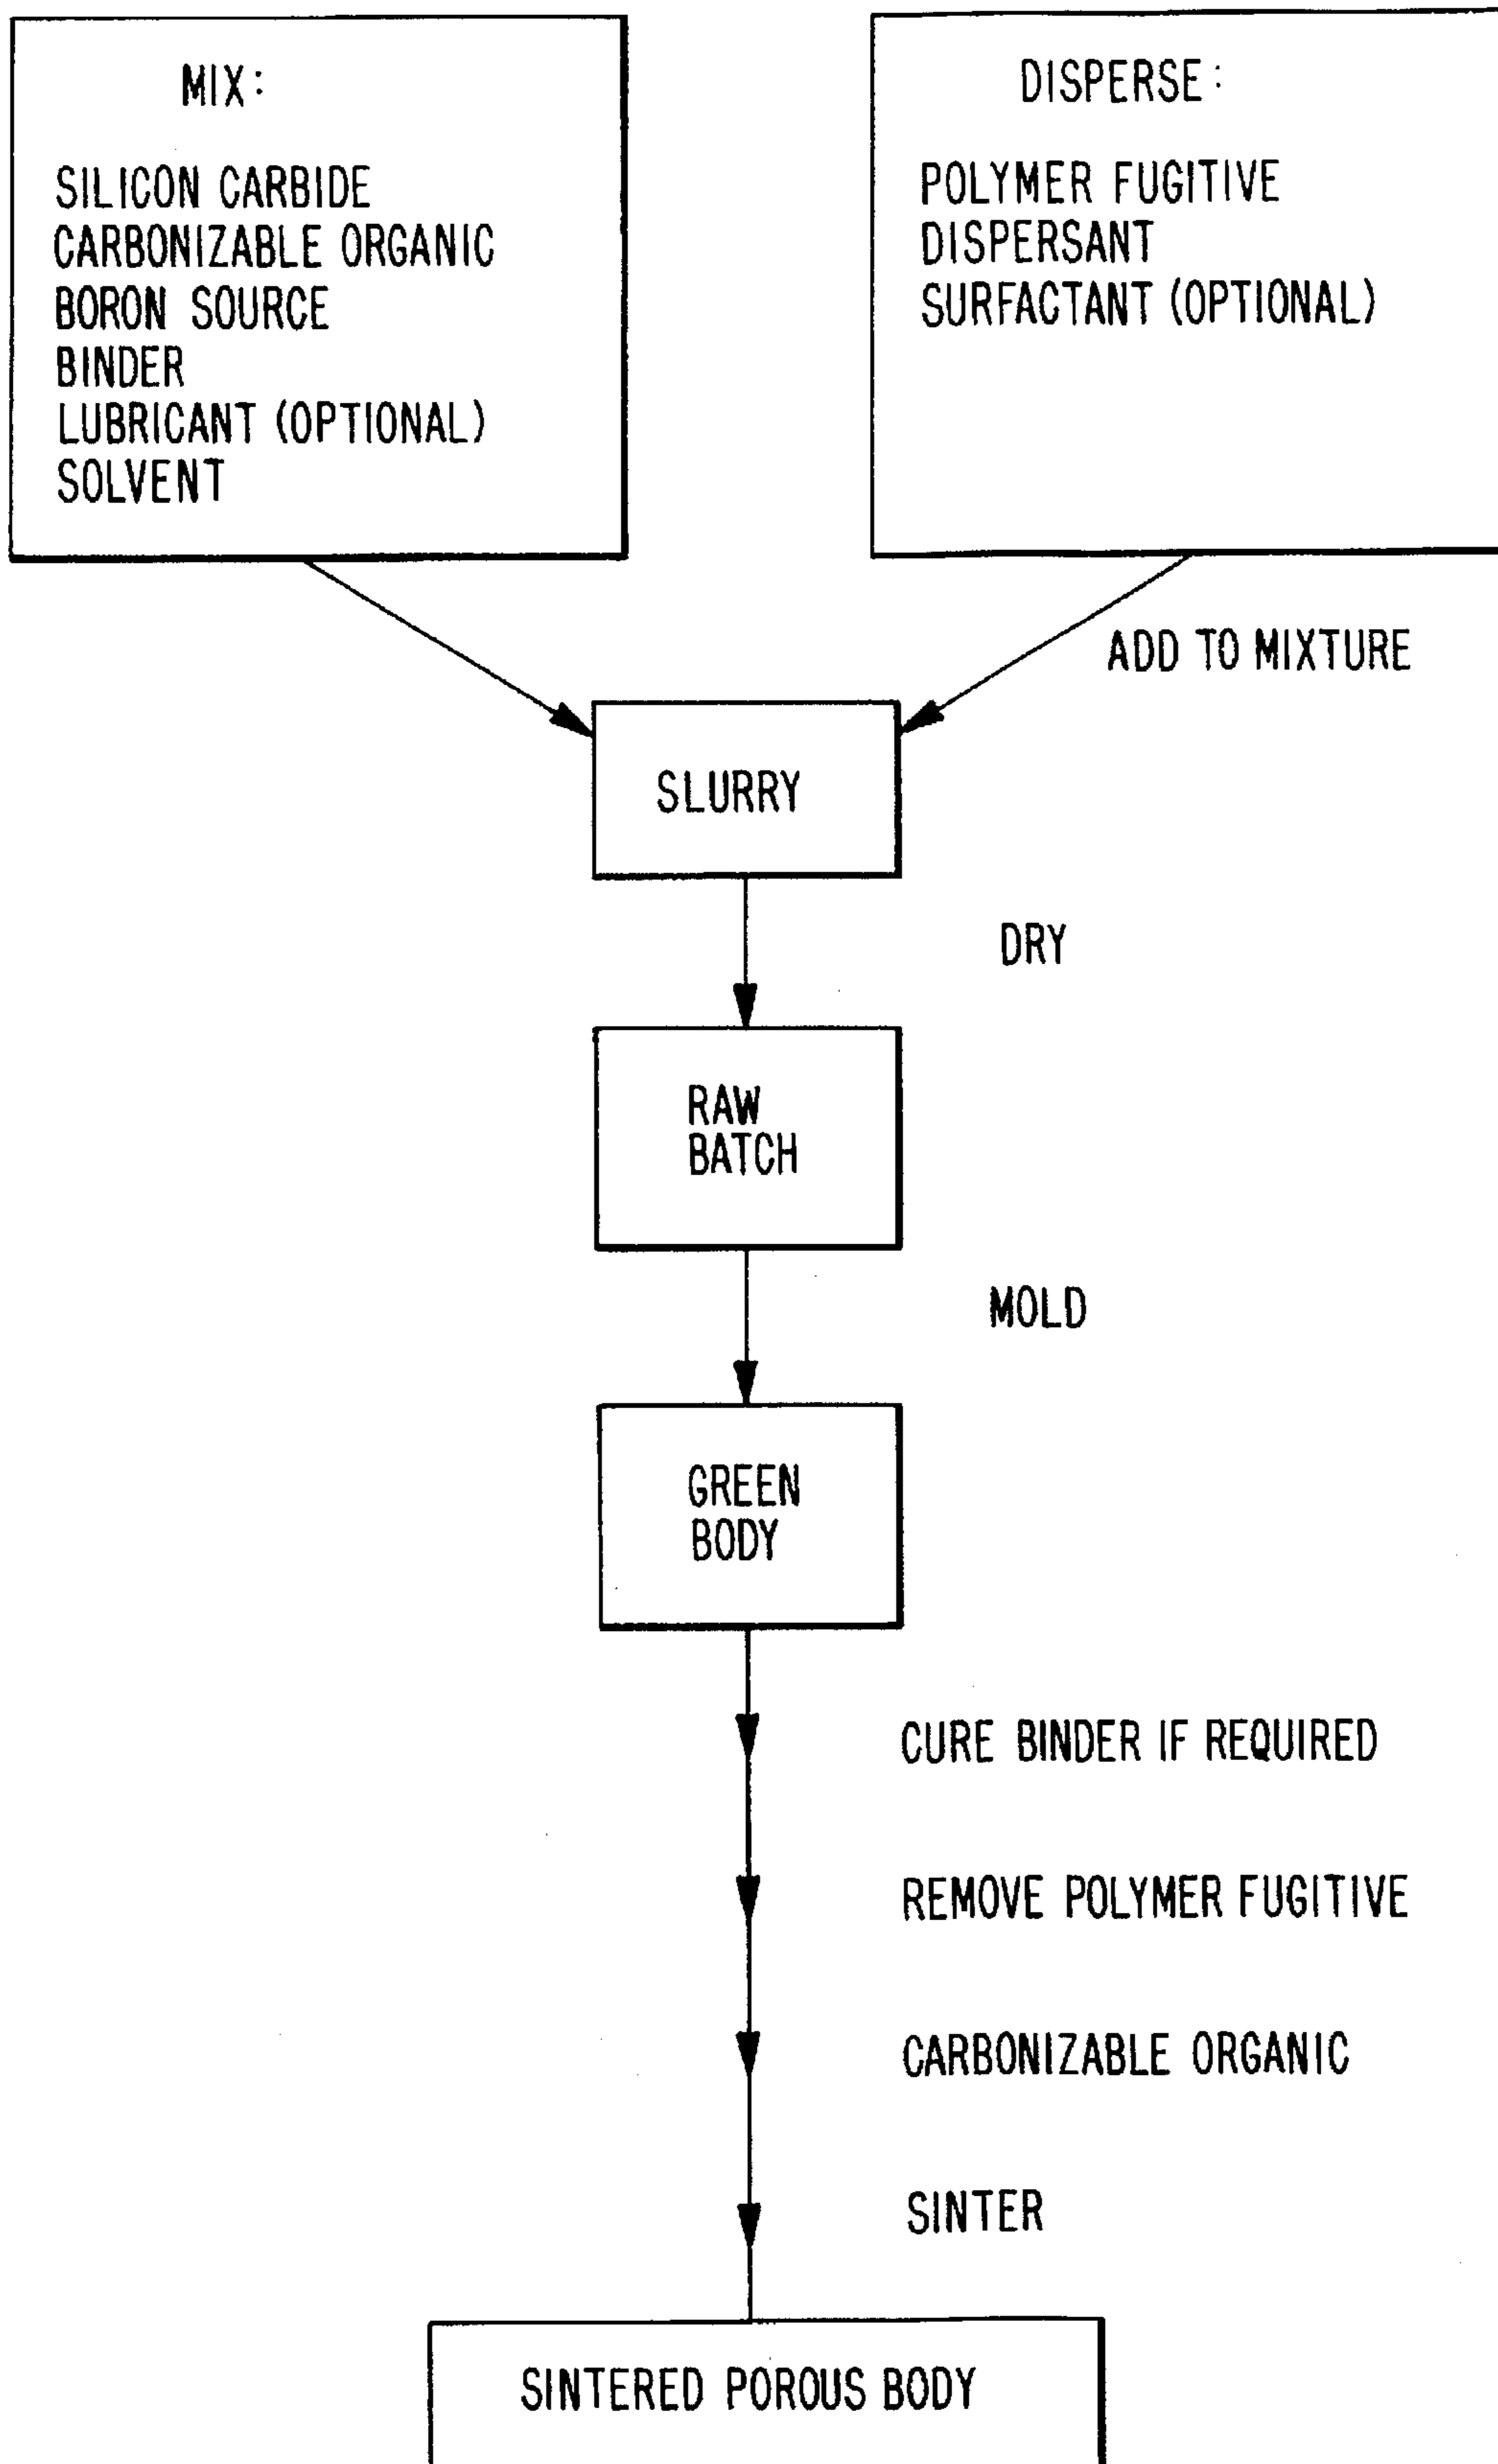 MIX:
SILICON CARBIDE
CARBONIZABLE ORGANIC
BORON SOURCE
BINDER
LUBRICANT (OPTIONAL)
SOLVENT
DISPERSE:
POLYMER FUGITIVE
DISPERSANT
SURFACTANT (OPTIONAL)
ADD TO MIXTURE
SLURRY
DRY
RAW
BATCH
MOLD
GREEN
BODY
CURE BINDER IF REQUIRED
REMOVE POLYMER FUGITIVE
CARBONIZABLE ORGANIC
SINTER
SINTERED POROUS BODY